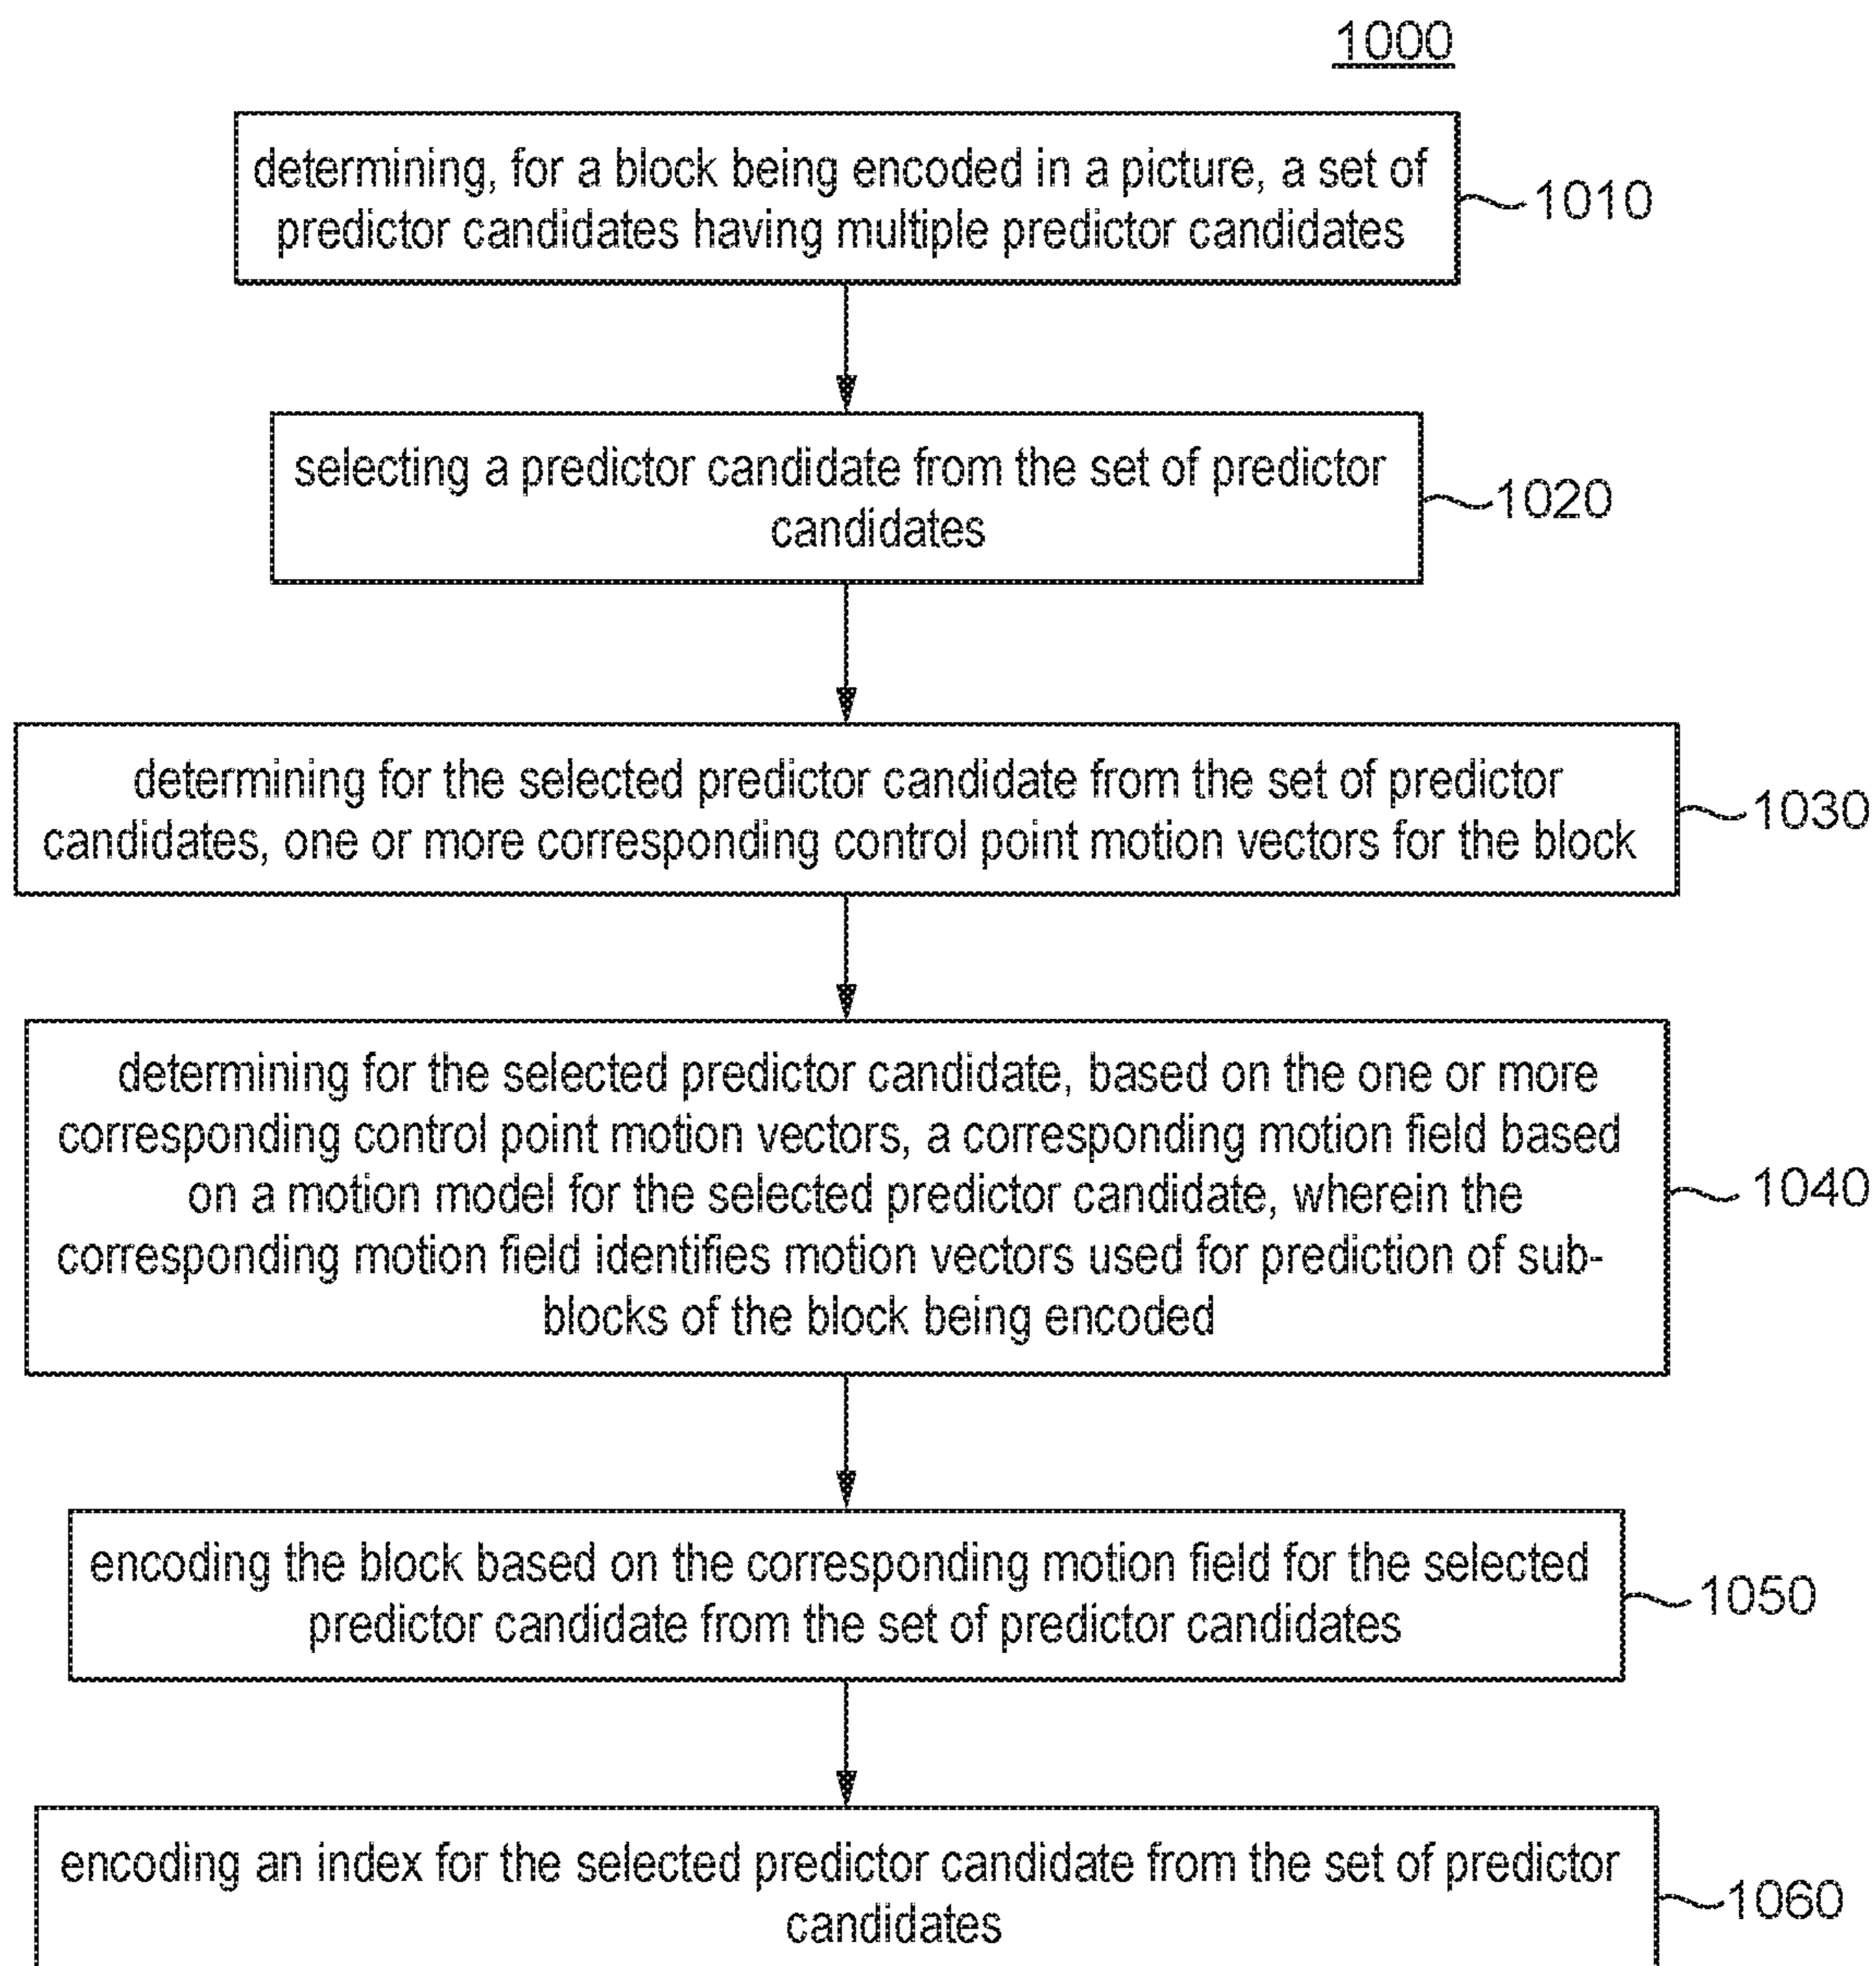 1000
determining, for a block being encoded in a picture, a set of
predictor candidates having multiple predictor candidates
1010
selecting a predictor candidate from the set of predictor
candidates
1020
determining for the selected predictor candidate from the set of predictor
candidates, one or more corresponding control point motion vectors for the block
1030
determining for the selected predictor candidate, based on the one or more
corresponding control point motion vectors, a corresponding motion field based
on a motion model for the selected predictor candidate, wherein the
corresponding motion field identifies motion vectors used for prediction of sub-
blocks of the block being encoded
1040
encoding the block based on the corresponding motion field for the selected
predictor candidate from the set of predictor candidates
1050
encoding an index for the selected predictor candidate from the set of predictor
candidates
1060